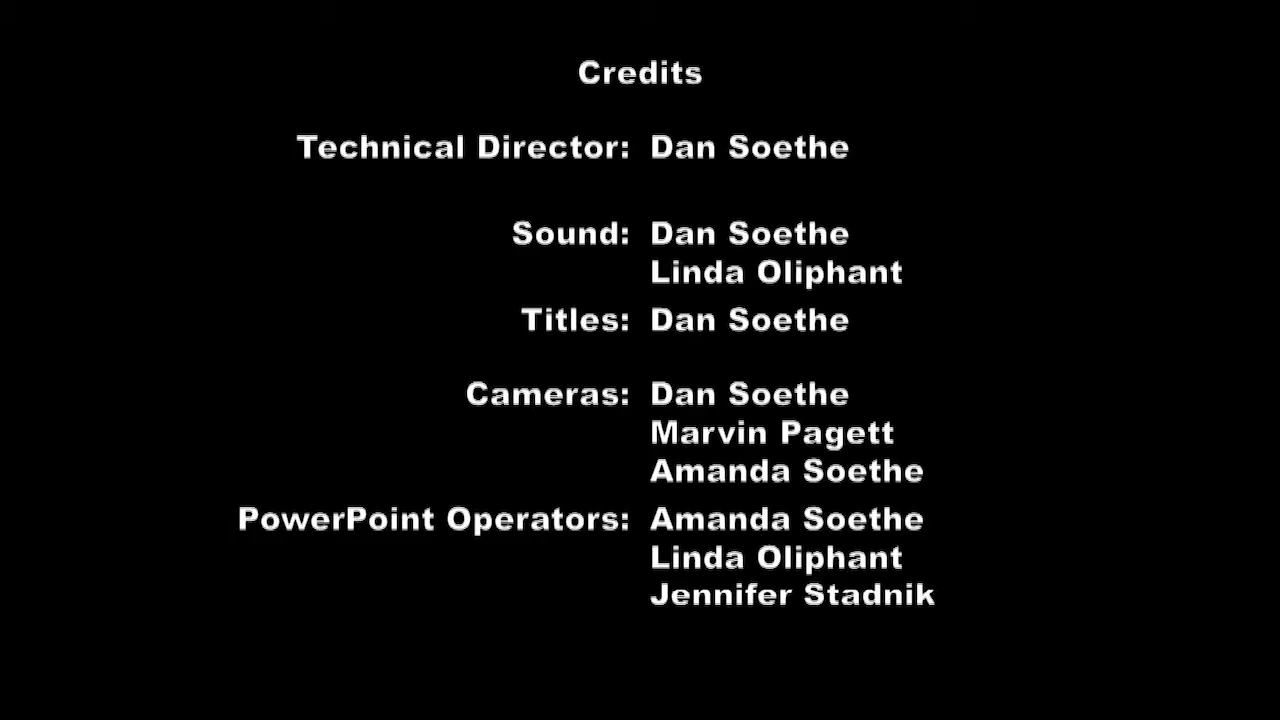 Credits
Technical Director: Dan Soethe
Sound: Dan Soethe
Linda Oliphant
Titles: Dan Soethe
Cameras: Dan Soethe
Marvin Pagett
Amanda Soethe
PowerPoint Operators: Amanda Soethe
Linda Oliphant
Jennifer Stadnik